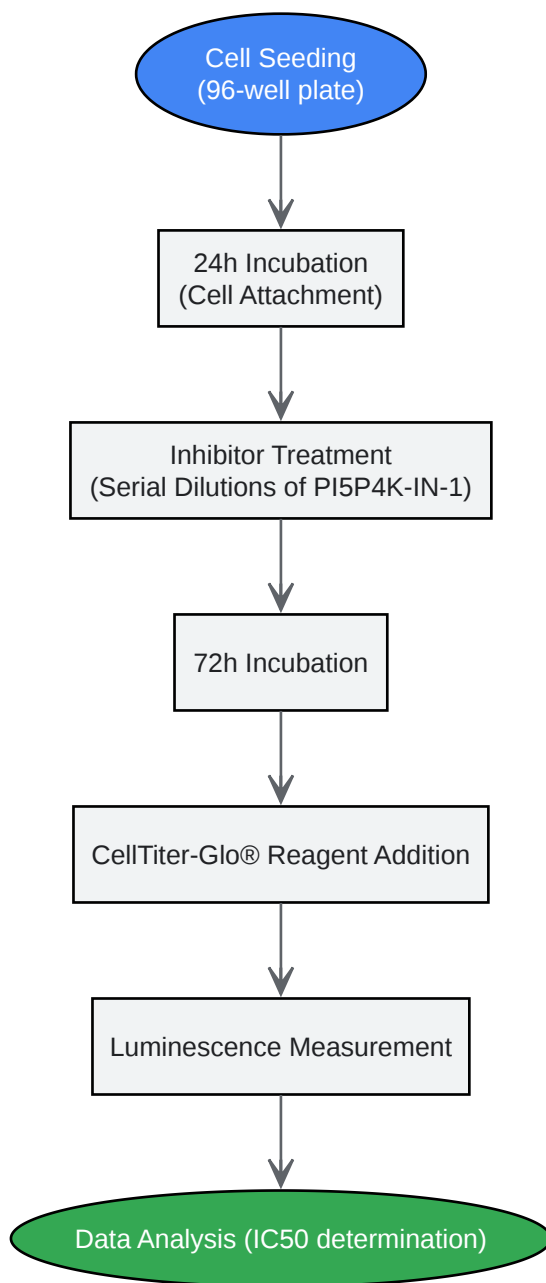 Cell Seeding
(96-well plate)
24h Incubation
(Cell Attachment)
Inhibitor Treatment
(Serial Dilutions of PI5P4K-IN-1)
72h Incubation
CellTiter-Glo® Reagent Addition
Luminescence Measurement
Data Analysis (IC50 determination)